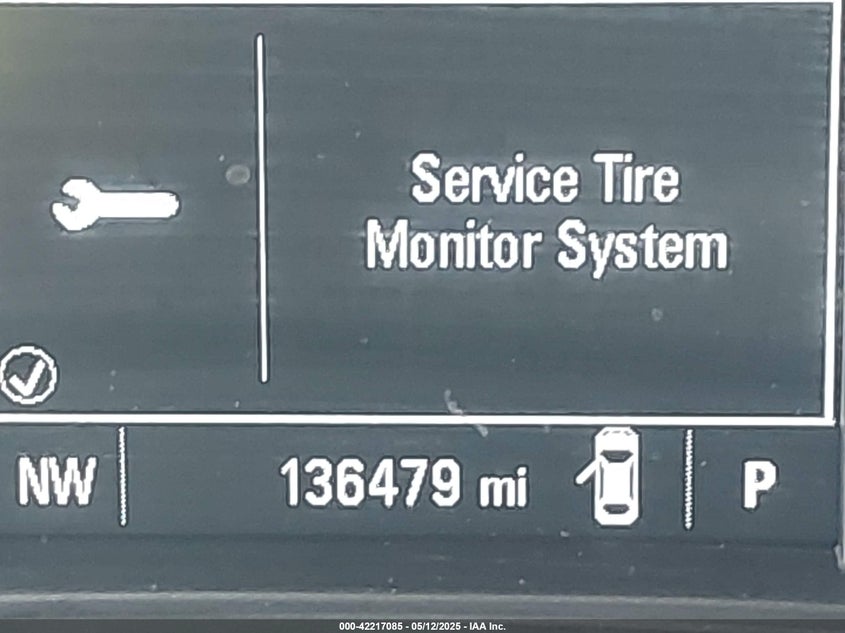 Service Tire
Monitor System
NW
136479 mi
P
000-42217085 - 05/12/2025 - IAA Inc.